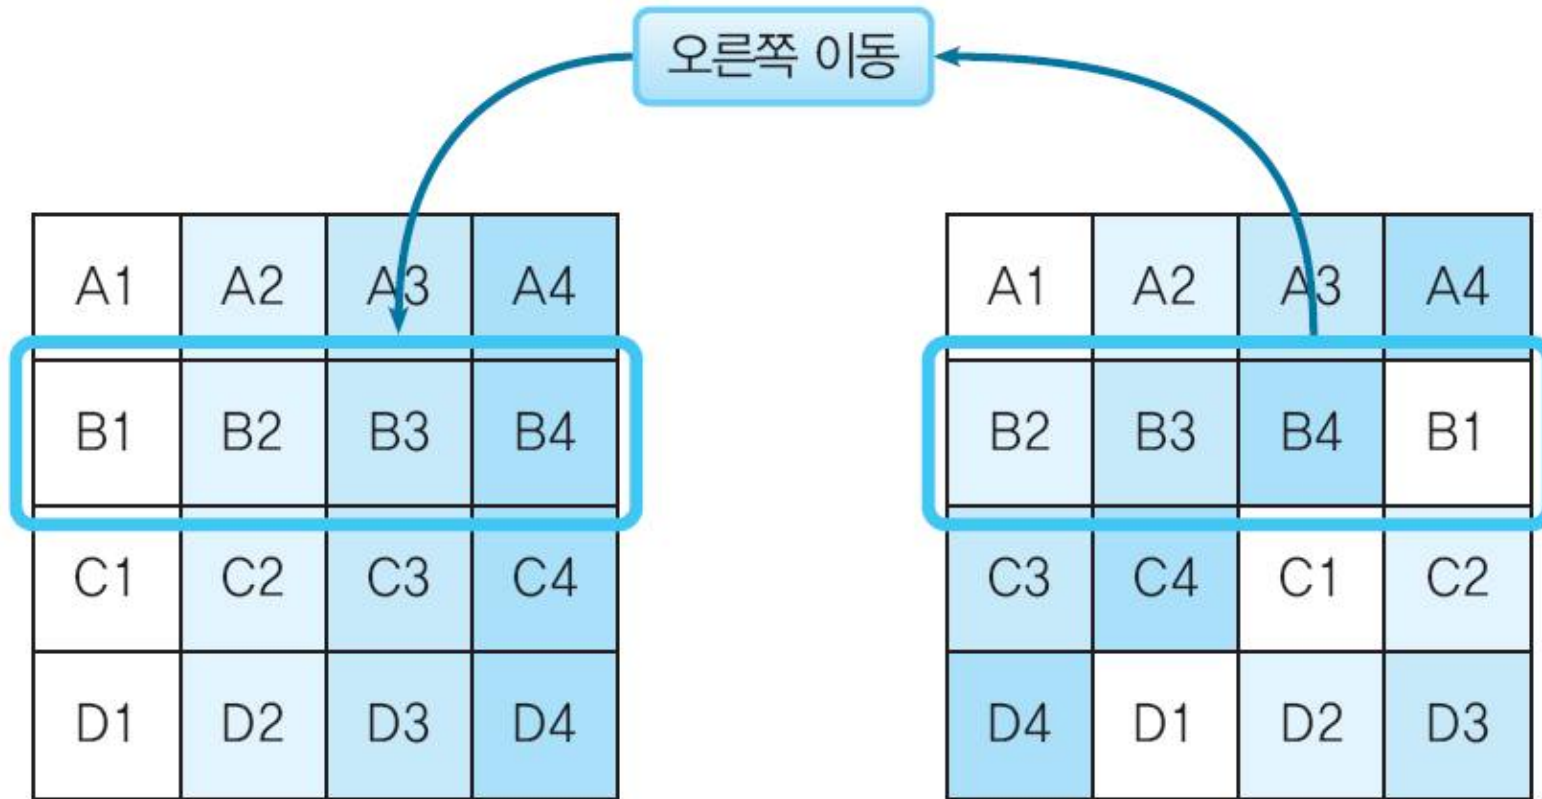 오른쪽 이동
A1 A2 A3 A4
B1 B2 B3 B4
C1 C2 C3 C4
D1 D2 D3 D4
A1 A2 A3 A4
B2 B3 B4 B1
C3 C4 C1 C2
D4 D1 D2 D3